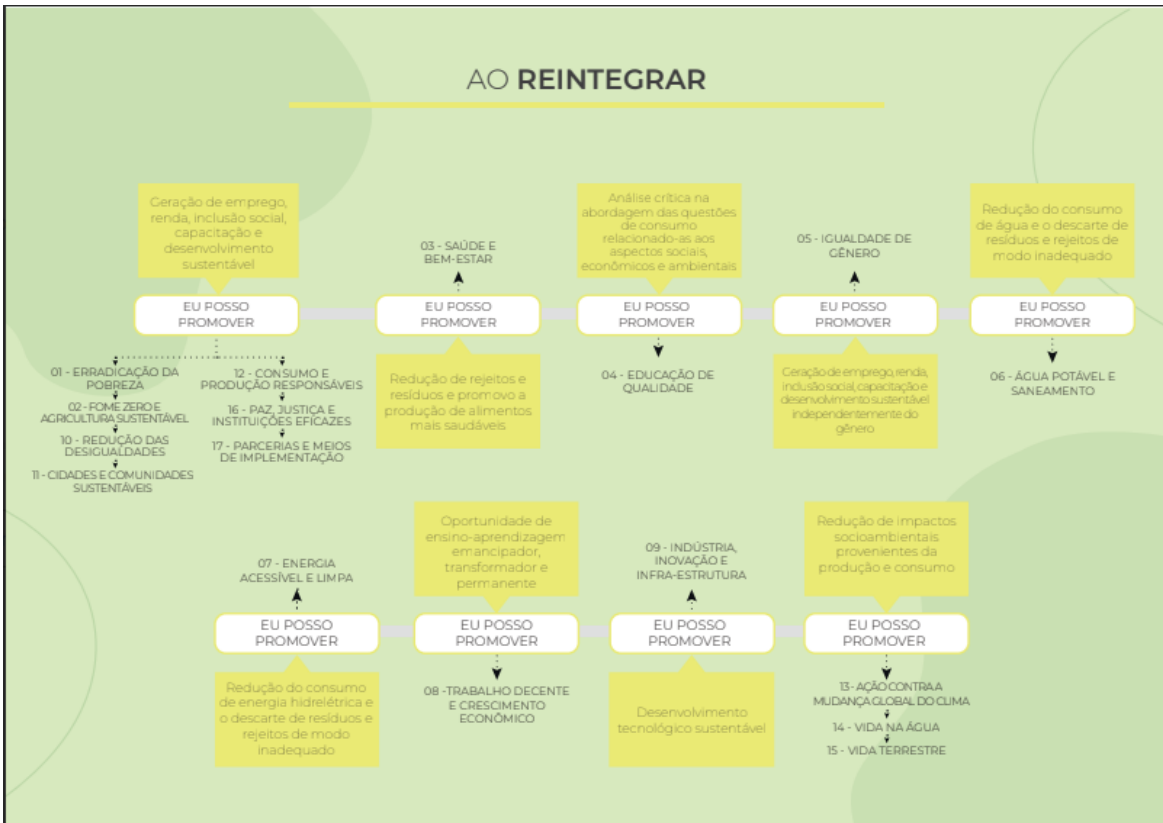 AO REINTEGRAR
Geração de emprego,
renda, inclusão social,
capacitação e
desenvolvimento
sustentável
EU POSSO
PROMOVER
01 - ERRADICAÇÃO DA
POBREZA
02 - FOME ZERO E
AGRICULTURA SUSTENTÁVEL
10 - REDUÇÃO DAS
DESIGUALDADES
11 - CIDADES E COMUNIDADES
SUSTENTÁVEIS
12 - CONSUMO E
PRODUÇÃO RESPONSÁVEIS
16 - PAZ, JUSTIÇA E
INSTITUIÇÕES EFICAZES
17 - PARCERIAS E MEIOS
DE IMPLEMENTAÇÃO
03 - SAÚDE E
BEM-ESTAR
EU POSSO
PROMOVER
Redução de rejeitos e
resíduos e promovo a
produção de alimentos
mais saudáveis
Análise crítica na
abordagem das questões
de consumo
relacionado-as aos
aspectos sociais,
econômicos e ambientais
EU POSSO
PROMOVER
04 - EDUCAÇÃO DE
QUALIDADE
05 - IGUALDADE DE
GÊNERO
EU POSSO
PROMOVER
Geração de emprego, renda,
inclusão social, capacitação e
desenvolvimento sustentável
independentemente do
gênero
Redução do consumo
de água e o descarte de
resíduos e rejeitos de
modo inadequado
EU POSSO
PROMOVER
06 - ÁGUA POTÁVEL E
SANEAMENTO
07 - ENERGIA
ACESSÍVEL E LIMPA
EU POSSO
PROMOVER
Redução do consumo
de energia hidrelétrica e
o descarte de resíduos e
rejeitos de modo
inadequado
Oportunidade de
ensino-aprendizagem
emancipador,
transformador e
permanente
EU POSSO
PROMOVER
08 -TRABALHO DECENTE
E CRESCIMENTO
ECONÔMICO
09 - INDÚSTRIA,
INOVAÇÃO E
INFRA-ESTRUTURA
EU POSSO
PROMOVER
Desenvolvimento
tecnológico sustentável
Redução de impactos
socioambientais
provenientes da
produção e consumo
EU POSSO
PROMOVER
13 - AÇÃO CONTRA A
MUDANÇA GLOBAL DO CLIMA
14 - VIDA NA ÁGUA
15 - VIDA TERRESTRE